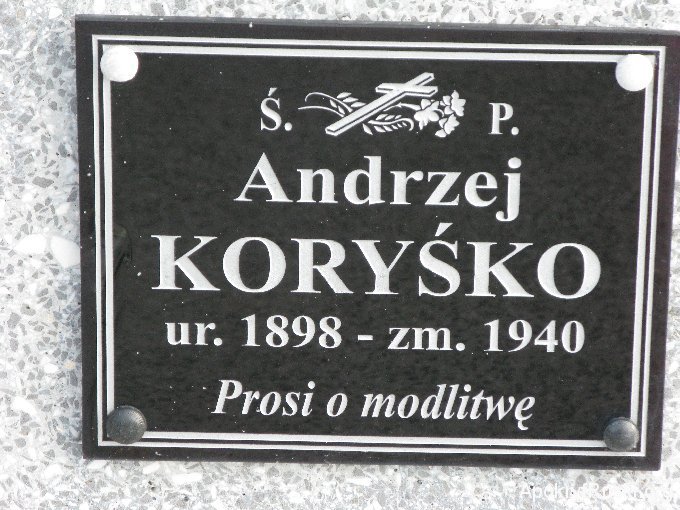 Ś. P.
Andrzej
KORYŚKO
ur. 1898 - zm. 1940
Prosi o modlitwę